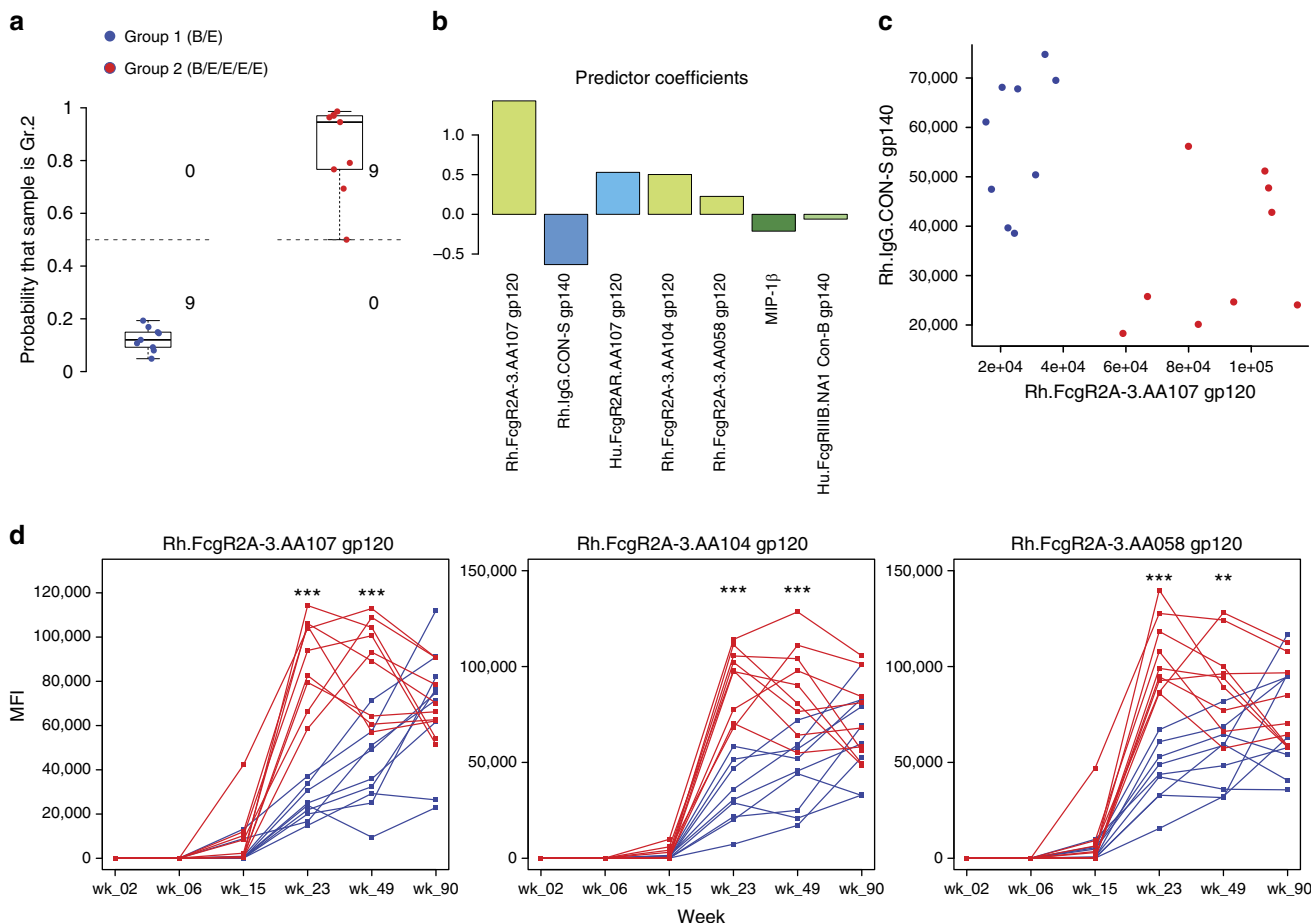 a
Group 1 (B/E)
Group 2 (B/E/E/E/E)
Probability that sample is Gr.2
1
0.8
0.6
0.4
0.2
0
0
9
9
0
b
Predictor coefficients
1.0
0.5
0.0
−0.5
Rh.FcgR2A-3.AA107 gp120
Rh.IgG.CON-S gp140
Hu.FcgR2AR.AA107 gp120
Rh.FcgR2A-3.AA104 gp120
Rh.FcgR2A-3.AA058 gp120
MIP-1β
Hu.FcgRIIIB.NA1 Con-B gp140
c
Rh.IgG.CON-S gp140
70,000
60,000
50,000
40,000
30,000
20,000
2e+04
4e+04
6e+04
8e+04
1e+05
Rh.FcgR2A-3.AA107 gp120
d
Rh.FcgR2A-3.AA107 gp120
MFI
120,000
100,000
80,000
60,000
40,000
20,000
0
***
***
wk_02
wk_06
wk_15
wk_23
wk_49
wk_90
Rh.FcgR2A-3.AA104 gp120
150,000
100,000
50,000
0
***
***
wk_02
wk_06
wk_15
wk_23
wk_49
wk_90
Rh.FcgR2A-3.AA058 gp120
150,000
100,000
50,000
0
***
**
wk_02
wk_06
wk_15
wk_23
wk_49
wk_90
Week